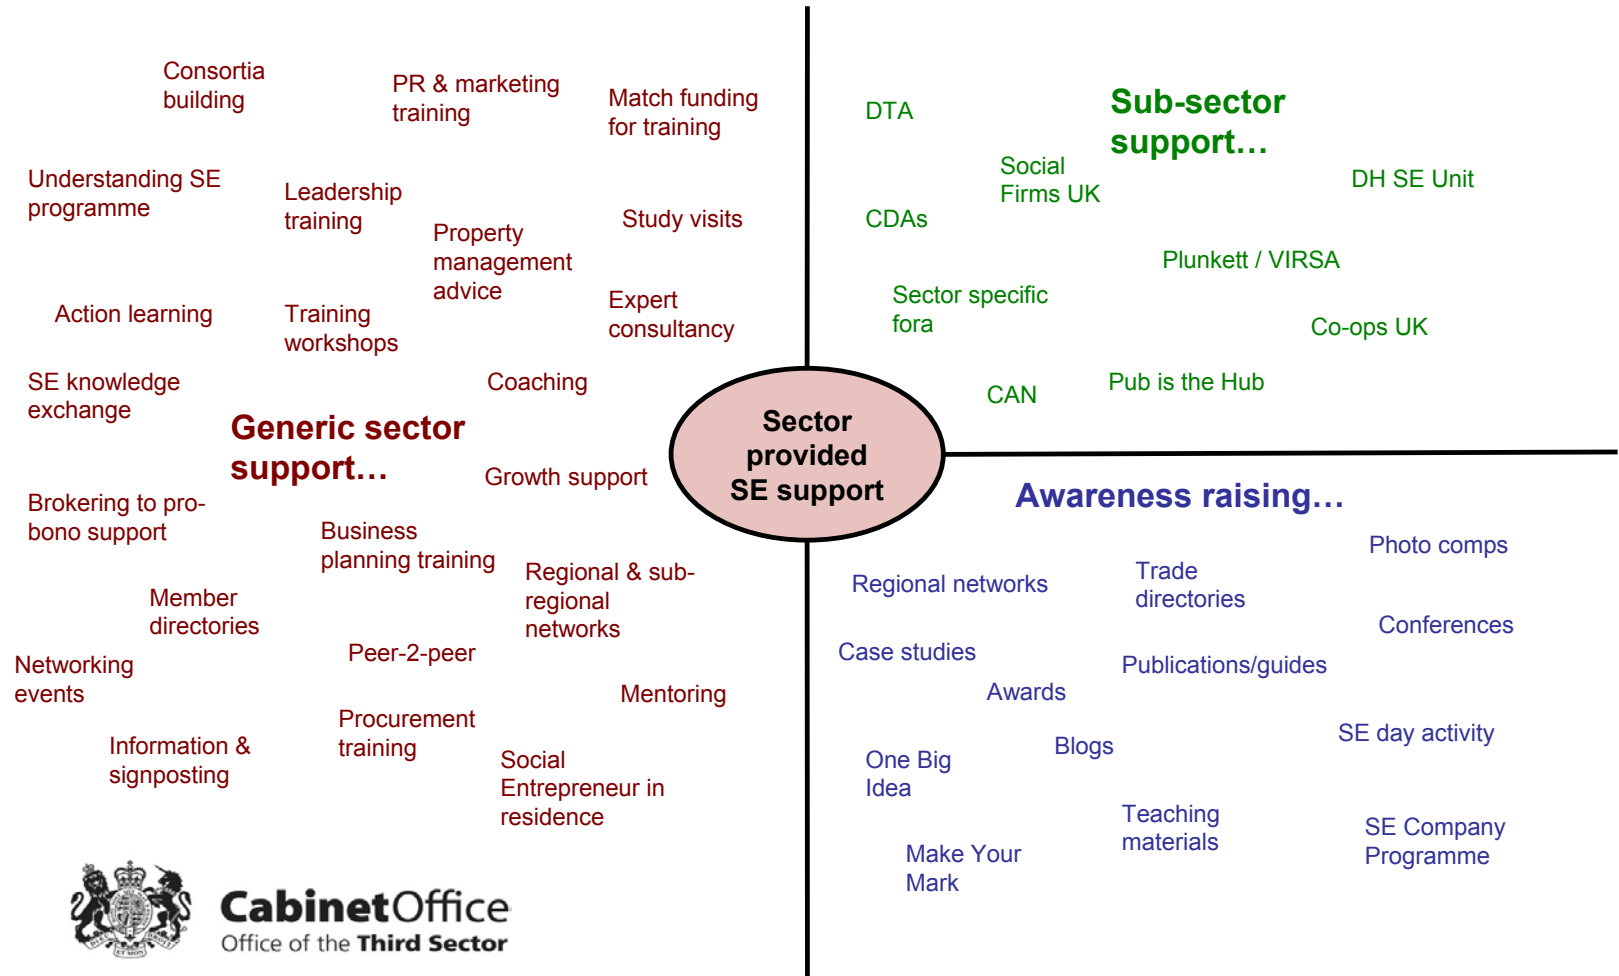 Consortia
building
PR & marketing
training
Match funding
for training
Understanding SE
programme
Leadership
training
Study visits
Property
management
advice
Action learning
Training
workshops
Expert
consultancy
SE knowledge
exchange
Coaching
Generic sector
support…
Growth support
Brokering to pro-
bono support
Business
planning training
Regional & sub-
regional
networks
Member
directories
Peer-2-peer
Networking
events
Mentoring
Procurement
training
Information &
signposting
Social
Entrepreneur in
residence
Sector
provided
SE support
Sub-sector
support…
DTA
Social
Firms UK
DH SE Unit
CDAs
Plunkett / VIRSA
Sector specific
fora
Co-ops UK
CAN
Pub is the Hub
Awareness raising…
Photo comps
Regional networks
Trade
directories
Conferences
Case studies
Publications/guides
Awards
SE day activity
Blogs
One Big
Idea
Teaching
materials
SE Company
Programme
Make Your
Mark
CabinetOffice
Office of the Third Sector